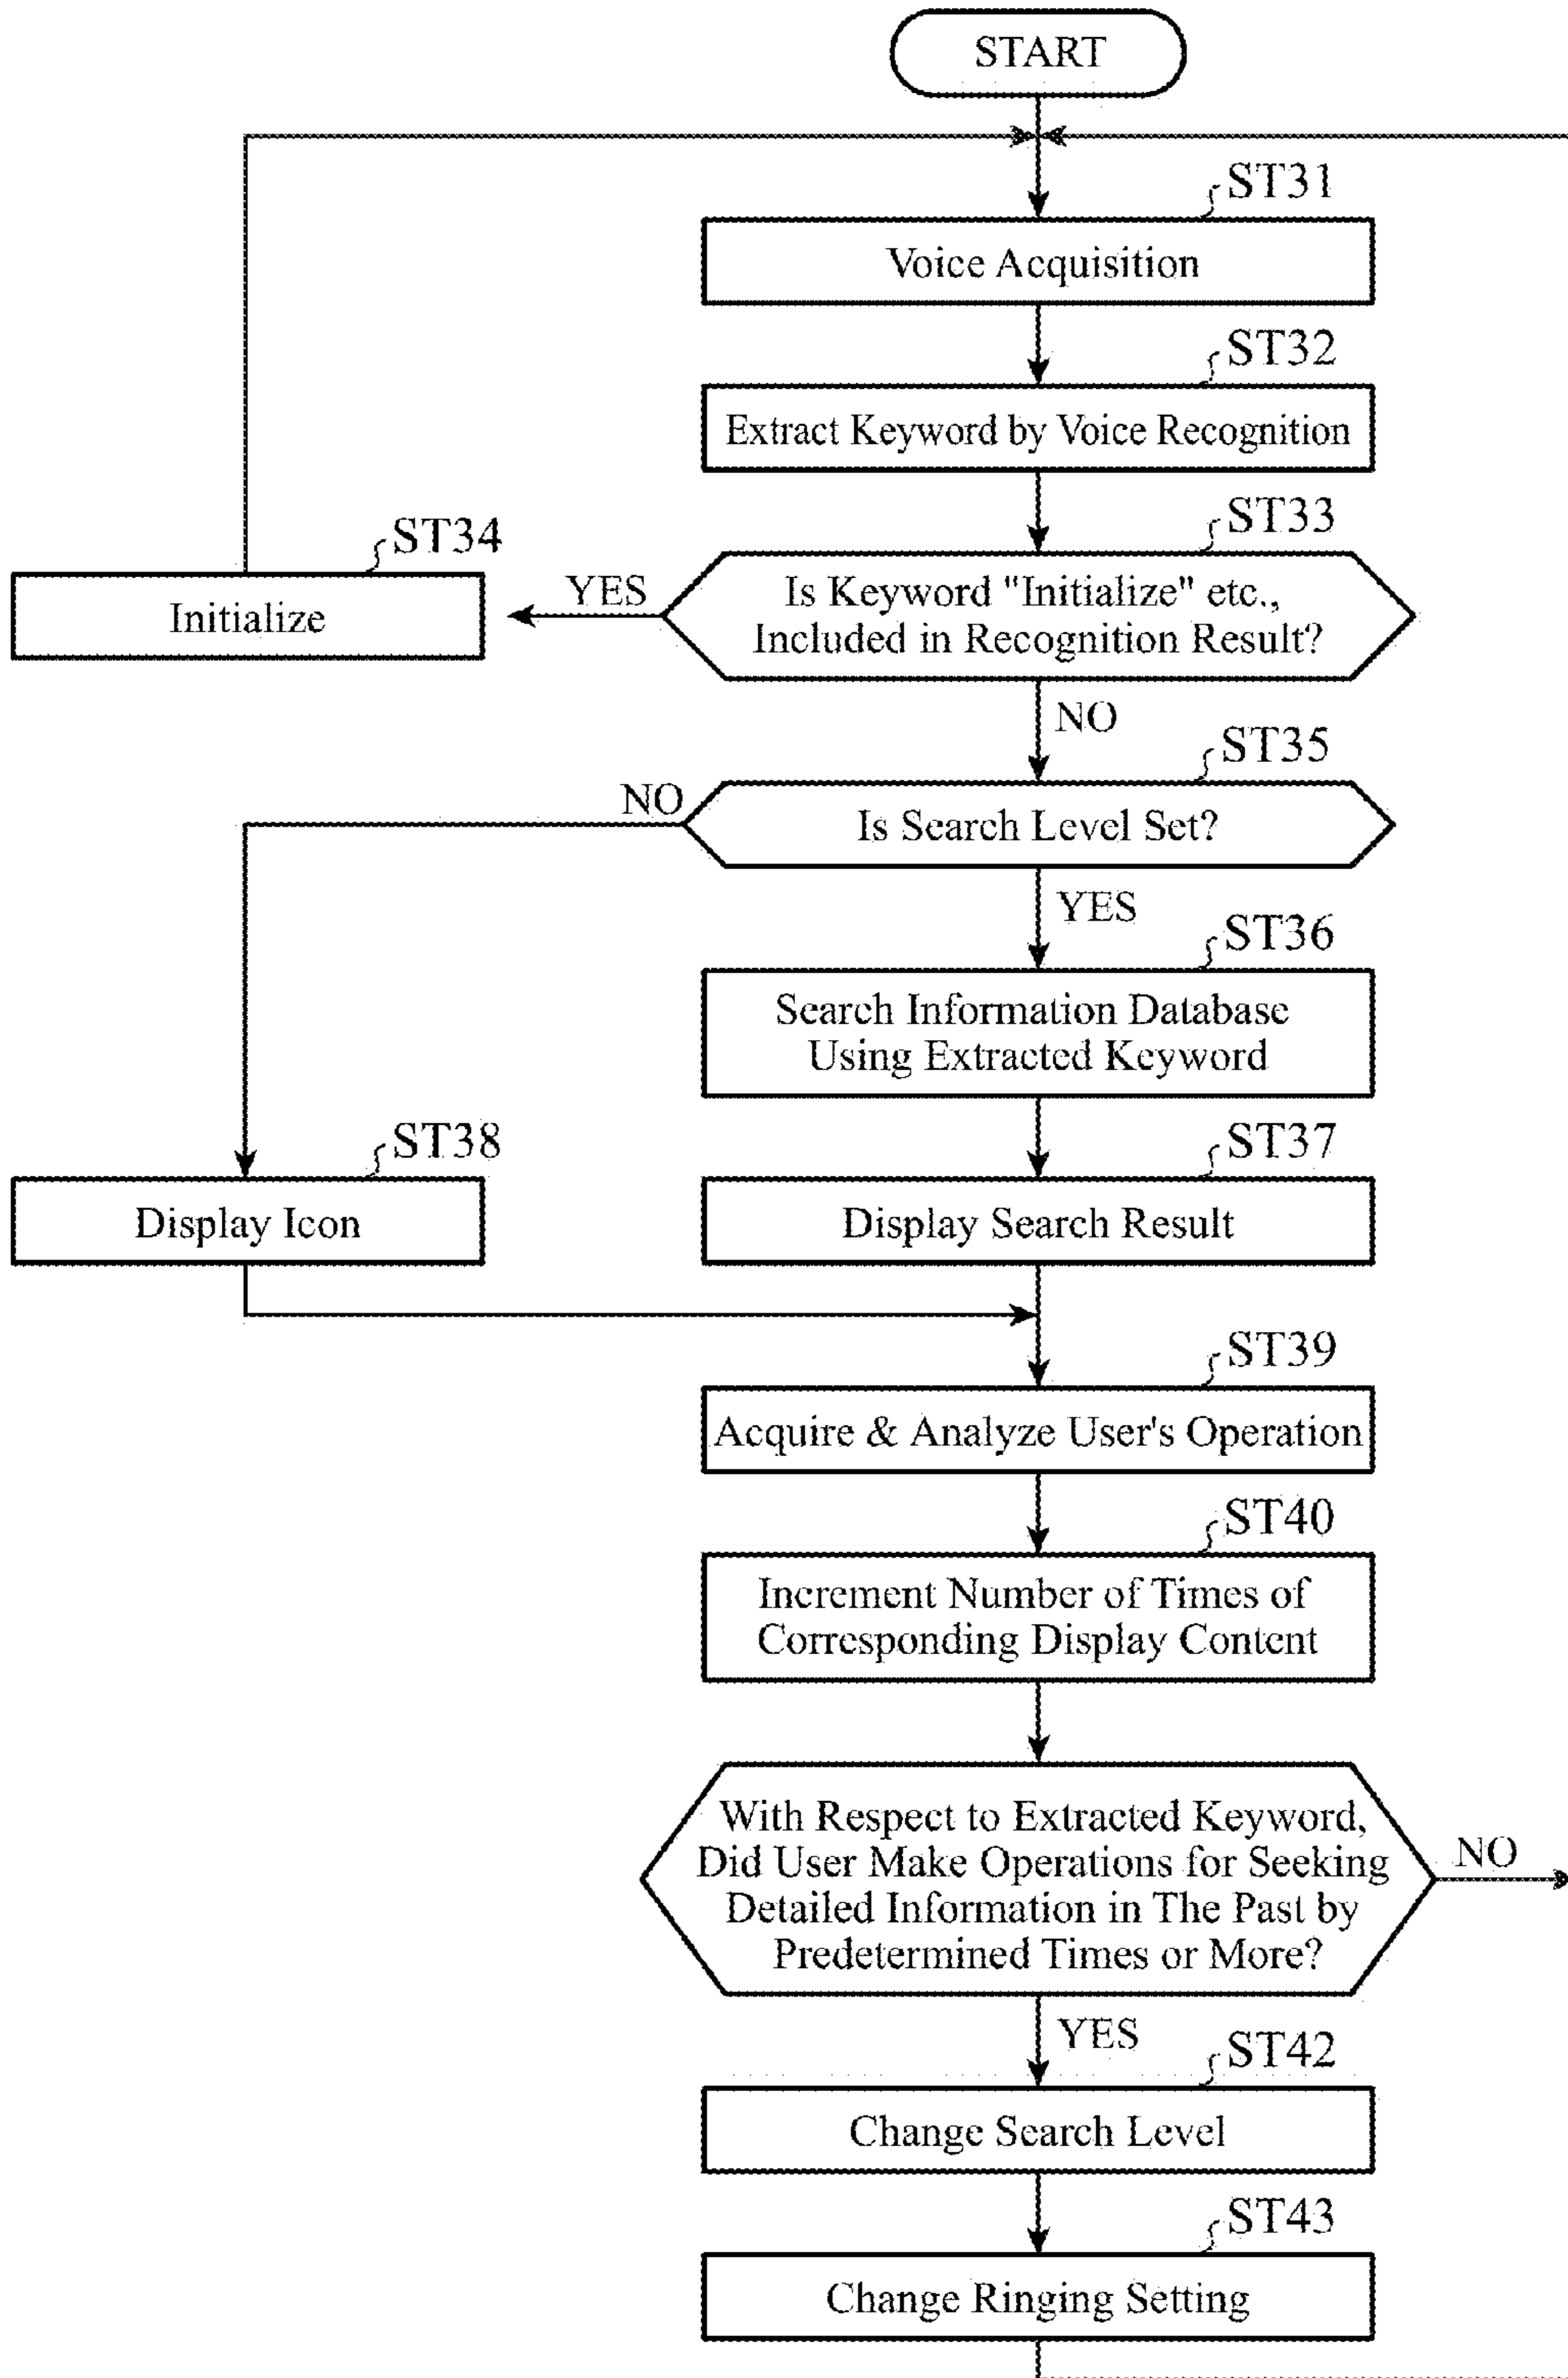 START
ST31
Voice Acquisition
ST32
Extract Keyword by Voice Recognition
ST33
Is Keyword "Initialize" etc.,
Included in Recognition Result?
YES
ST34
Initialize
NO
ST35
Is Search Level Set?
NO
YES
ST36
Search Information Database
Using Extracted Keyword
ST37
Display Search Result
ST38
Display Icon
ST39
Acquire & Analyze User's Operation
ST40
Increment Number of Times of
Corresponding Display Content
With Respect to Extracted Keyword,
Did User Make Operations for Seeking
Detailed Information in The Past by
Predetermined Times or More?
NO
YES
ST42
Change Search Level
ST43
Change Ringing Setting